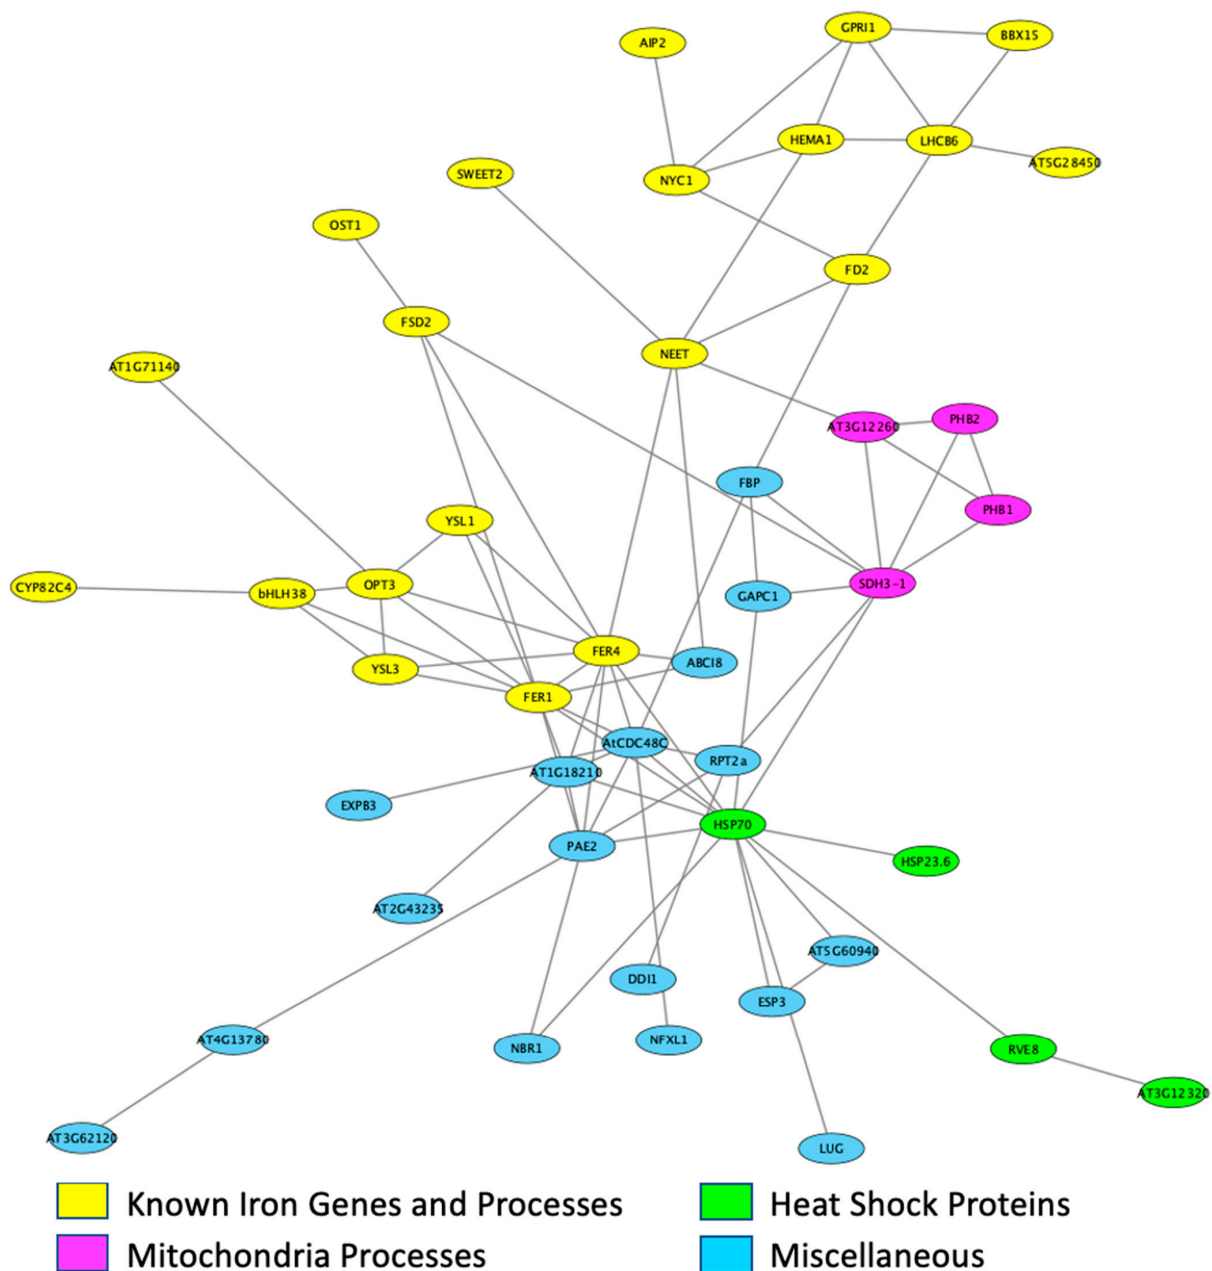 GPRI1
BBX15
AIP2
HEMA1
LHCB6
AT5G28450
SWEET2
NYC1
OST1
FD2
FSD2
NEET
AT1G71140
PHB2
AT3G12260
FBP
PHB1
YSL1
SDH3-1
OPT3
CYP82C4
bHLH38
GAPC1
FER4
ABCI8
YSL3
FER1
AtCDC48C
RPT2a
AT1G18210
EXPB3
HSP70
PAE2
HSP23.6
AT2G43235
AT5G60940
DDI1
ESP3
AT4G13780
NFXL1
NBR1
RVE8
AT3G12320
AT3G62120
LUG
Known Iron Genes and Processes
Heat Shock Proteins
Mitochondria Processes
Miscellaneous